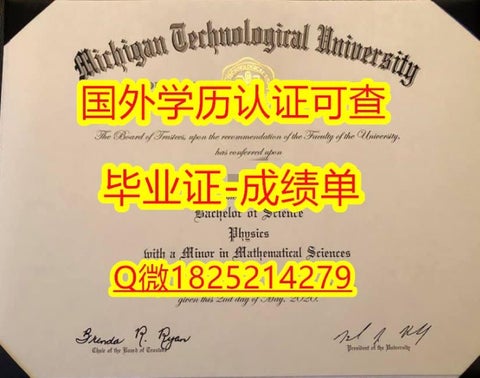 Michigan Technological University
国外学历认证可查
The Board of Trustees, upon the recommendation of the Faculty of the University,
has conferred upon
毕业证-成绩单
Bachelor of Science
Physics
with a Minor in Mathematical Sciences
Q微1825214279
given this 2nd day of May, 2020.
Brenda R. Ryan
Chair of the Board of Trustees
President of the University